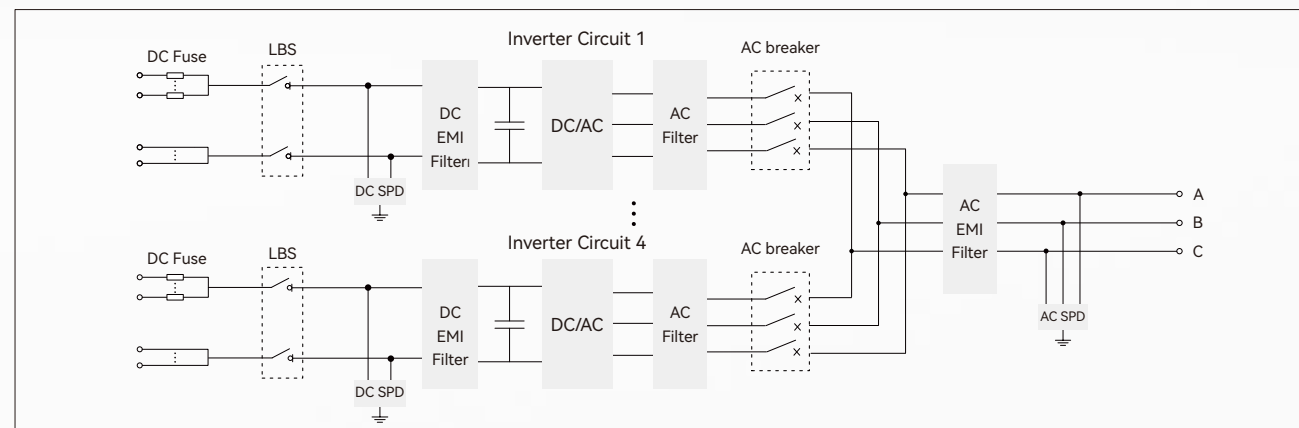 Inverter Circuit 1
DC Fuse
LBS
AC breaker
DC
EMI
Filter
DC/AC
AC
Filter
DC SPD
AC
EMI
Filter
A
B
C
Inverter Circuit 4
DC Fuse
LBS
AC breaker
DC
EMI
Filter
DC/AC
AC
Filter
AC SPD
DC SPD